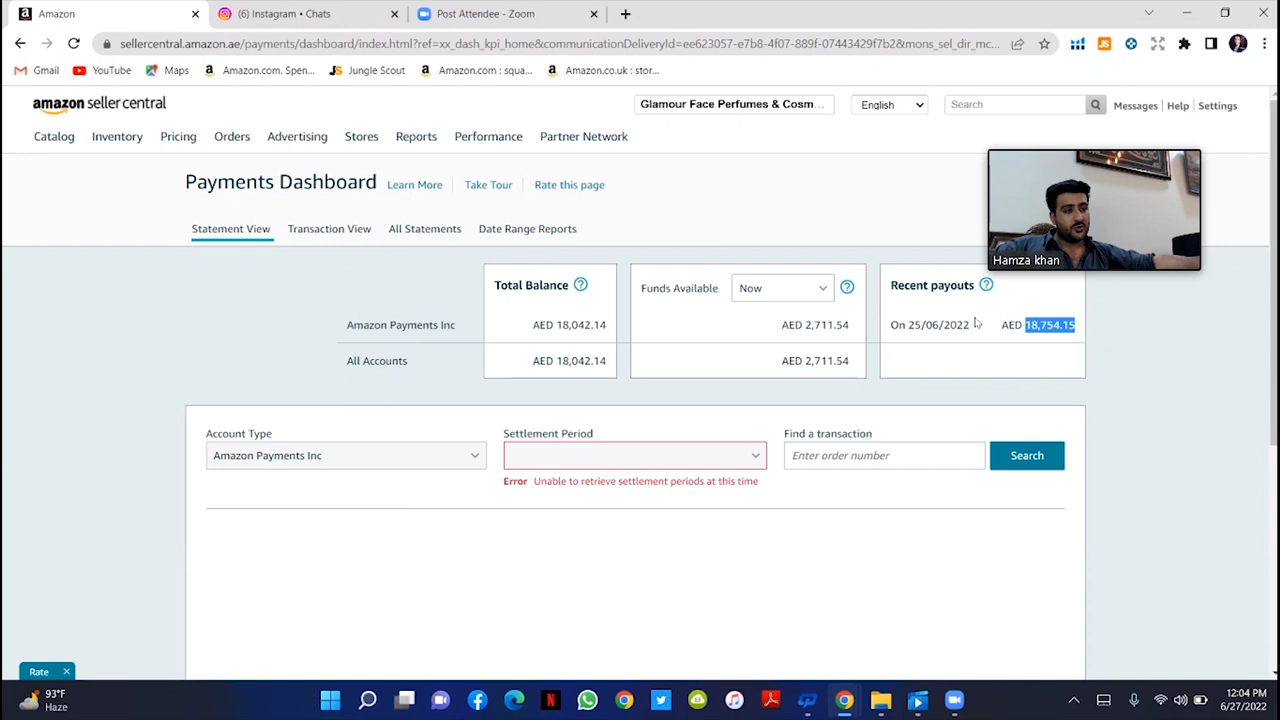 Amazon
(6) Instagram • Chats
Post Attendee - Zoom
sellercentral.amazon.ae/payments/dashboard/index.html?ref=xx_dash_kpi_home&communicationDeliveryId=ee623057-e7b8-4f07-889f-07443429f7b2&mons_sel_dir_mc...
Gmail
YouTube
Maps
Amazon.com. Spen...
Jungle Scout
Amazon.com : squa...
Amazon.co.uk : stor...
amazon seller central
Glamour Face Perfumes & Cosm...
English
Search
Messages | Help | Settings
Catalog Inventory Pricing Orders Advertising Stores Reports Performance Partner Network
Payments Dashboard
Learn More
Take Tour
Rate this page
Statement View
Transaction View
All Statements
Date Range Reports
Hamza khan
Total Balance
Funds Available
Now
Recent payouts
Amazon Payments Inc
AED 18,042.14
AED 2,711.54
On 25/06/2022
AED 18,754.15
All Accounts
AED 18,042.14
AED 2,711.54
Account Type
Settlement Period
Find a transaction
Amazon Payments Inc
Enter order number
Search
Error Unable to retrieve settlement periods at this time
Rate
93°F
Haze
12:04 PM
6/27/2022